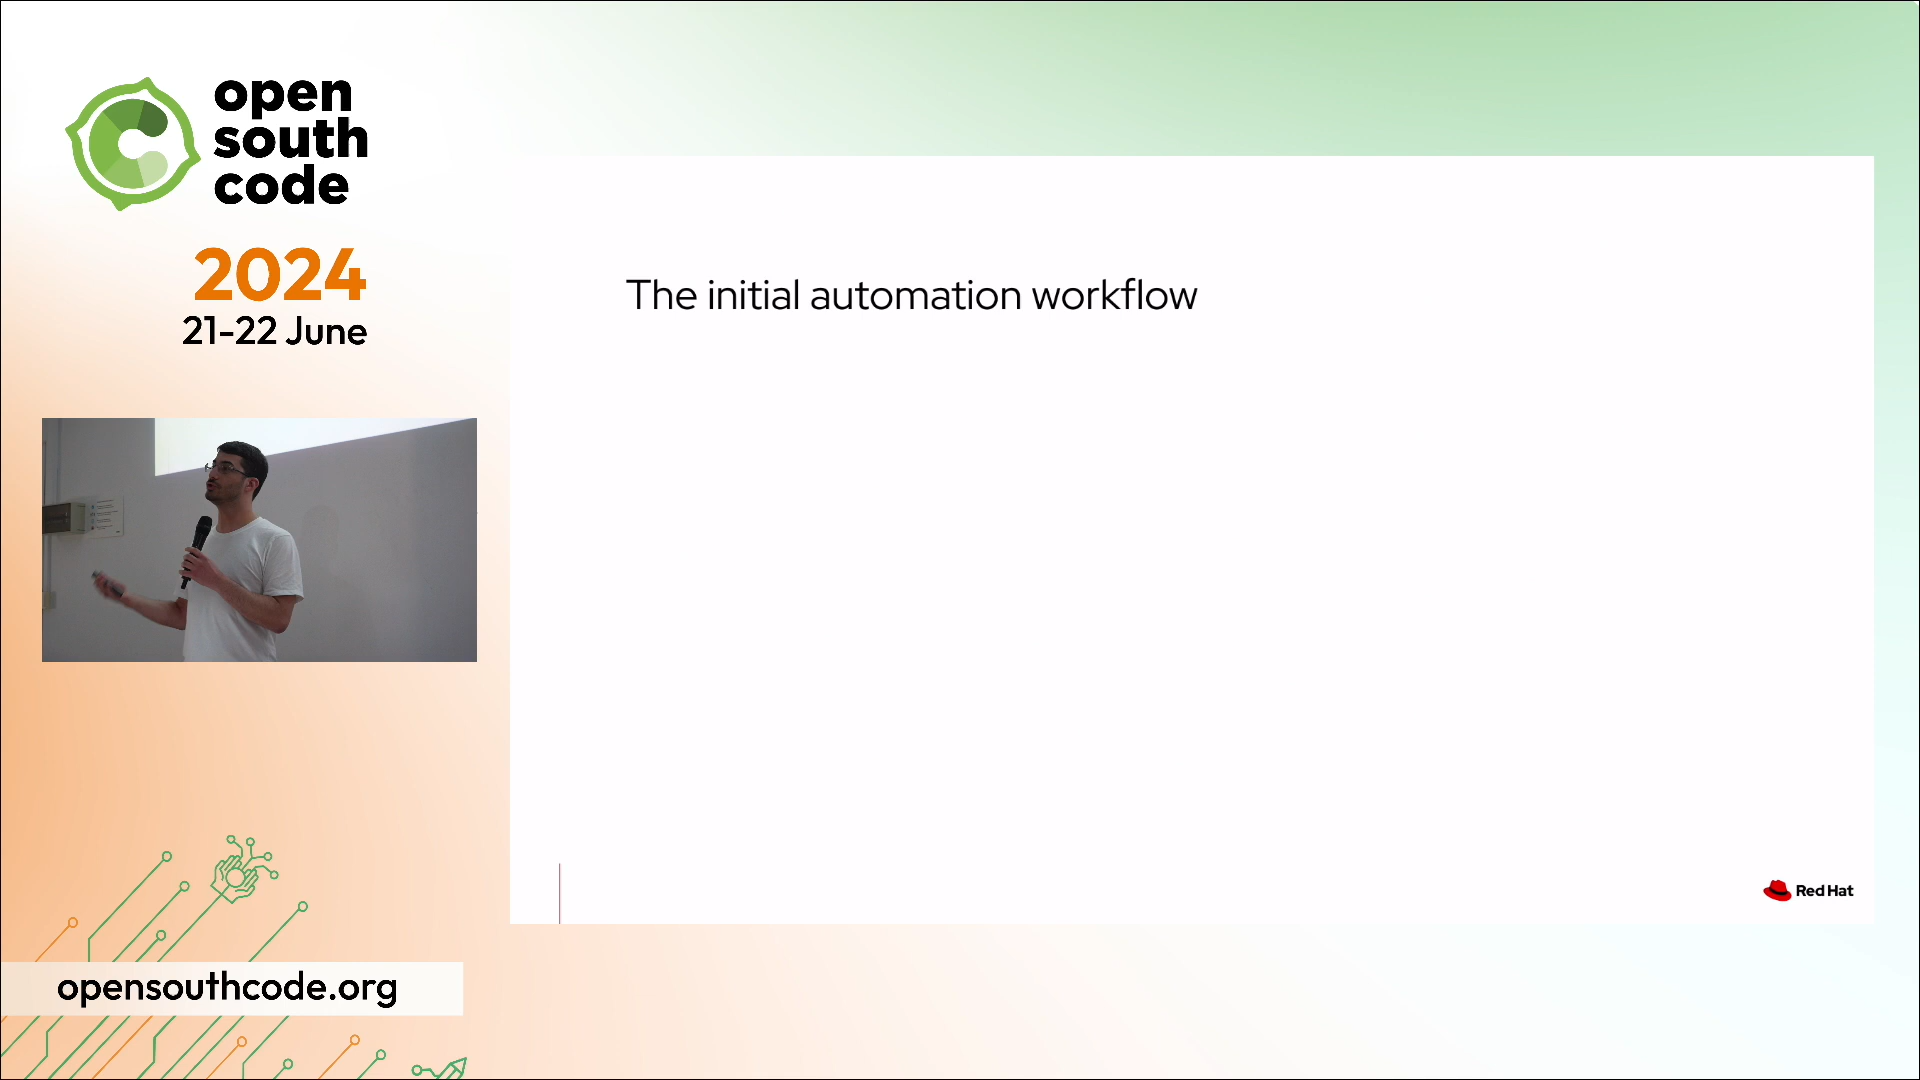 open
south
code
2024
21-22 June
The initial automation workflow
Red Hat
opensouthcode.org